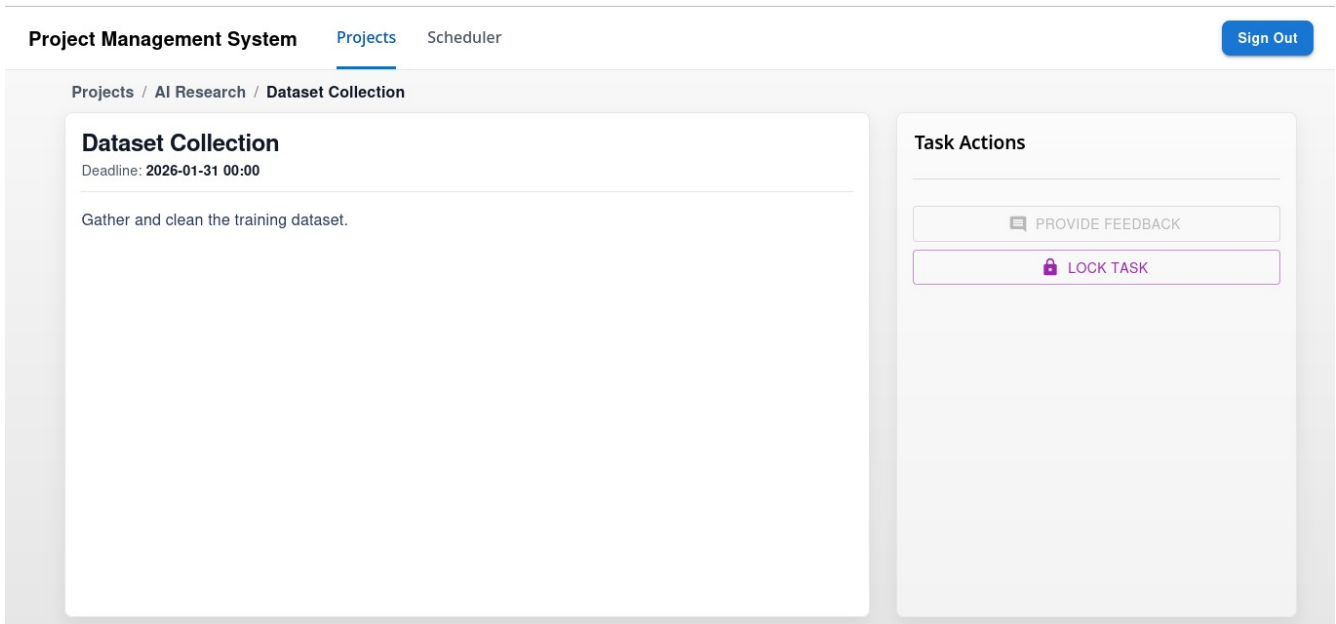 Project Management System Projects Scheduler Sign Out
Projects / AI Research / Dataset Collection
Dataset Collection
Deadline: 2026-01-31 00:00
Gather and clean the training dataset.
Task Actions
PROVIDE FEEDBACK
LOCK TASK